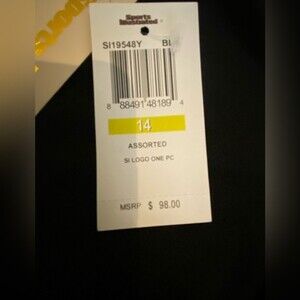 Sports
Illustrated
SI19548Y BL
8 88491 48189 4
14
ASSORTED
SI LOGO ONE PC
MSRP $ 98.00